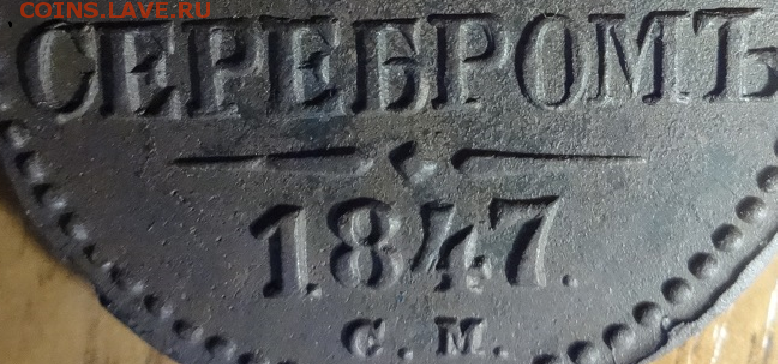 COINS.LAVE.RU
СЕРЕБРОМЪ
1847.
С. М.